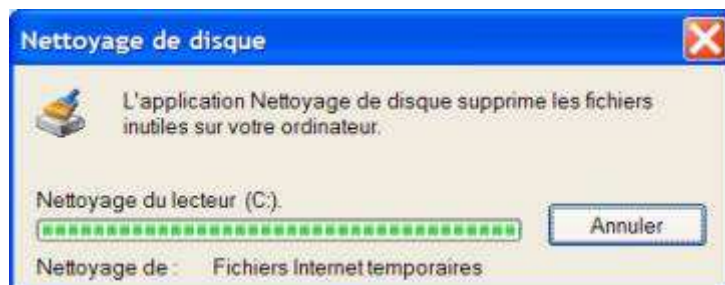 Nettoyage de disque
L'application Nettoyage de disque supprime les fichiers
inutiles sur votre ordinateur.
Nettoyage du lecteur (C:).
Annuler
Nettoyage de : Fichiers Internet temporaires